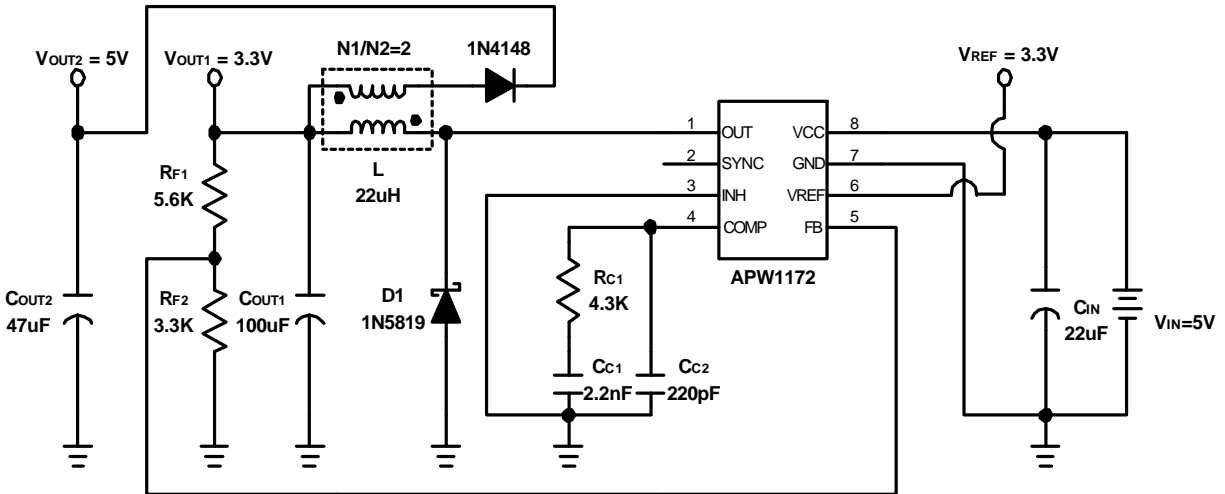 N1/N2=2
1N4148
VOUT2 = 5V
VOUT1 = 3.3V
VREF = 3.3V
1
OUT
VCC
8
2
SYNC
GND
7
3
INH
VREF
6
4
COMP
FB
5
APW1172
L
22uH
RF1
5.6K
RF2
3.3K
COUT2
47uF
COUT1
100uF
D1
1N5819
RC1
4.3K
CC1
2.2nF
CC2
220pF
CIN
22uF
VIN=5V